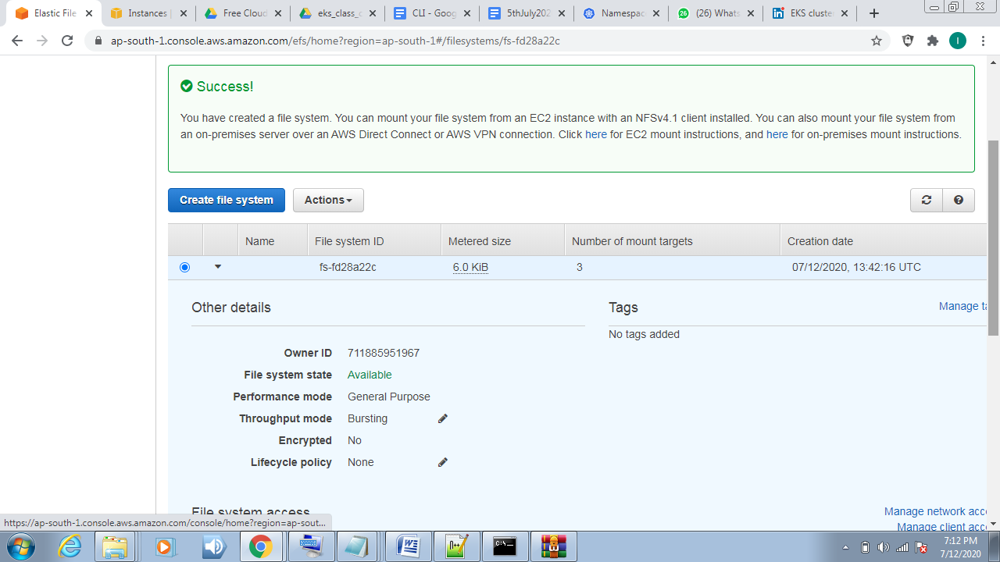 Elastic File
Instances |
Free Cloud
eks_class_c
CLI - Goog
5thJuly202
Namespac
26
(26) Whats
EKS cluster
ap-south-1.console.aws.amazon.com/efs/home?region=ap-south-1#/filesystems/fs-fd28a22c
I
Success!
You have created a file system. You can mount your file system from an EC2 instance with an NFSv4.1 client installed. You can also mount your file system from
an on-premises server over an AWS Direct Connect or AWS VPN connection. Click here for EC2 mount instructions, and here for on-premises mount instructions.
Create file system
Actions
Name
File system ID
Metered size
Number of mount targets
Creation date
fs-fd28a22c
6.0 KiB
3
07/12/2020, 13:42:16 UTC
Other details
Tags
Manage ta
No tags added
Owner ID 711885951967
File system state Available
Performance mode General Purpose
Throughput mode Bursting
Encrypted No
Lifecycle policy None
File system access
Manage network acce
Manage client acce
https://ap-south-1.console.aws.amazon.com/console/home?region=ap-sout...
7:12 PM
7/12/2020